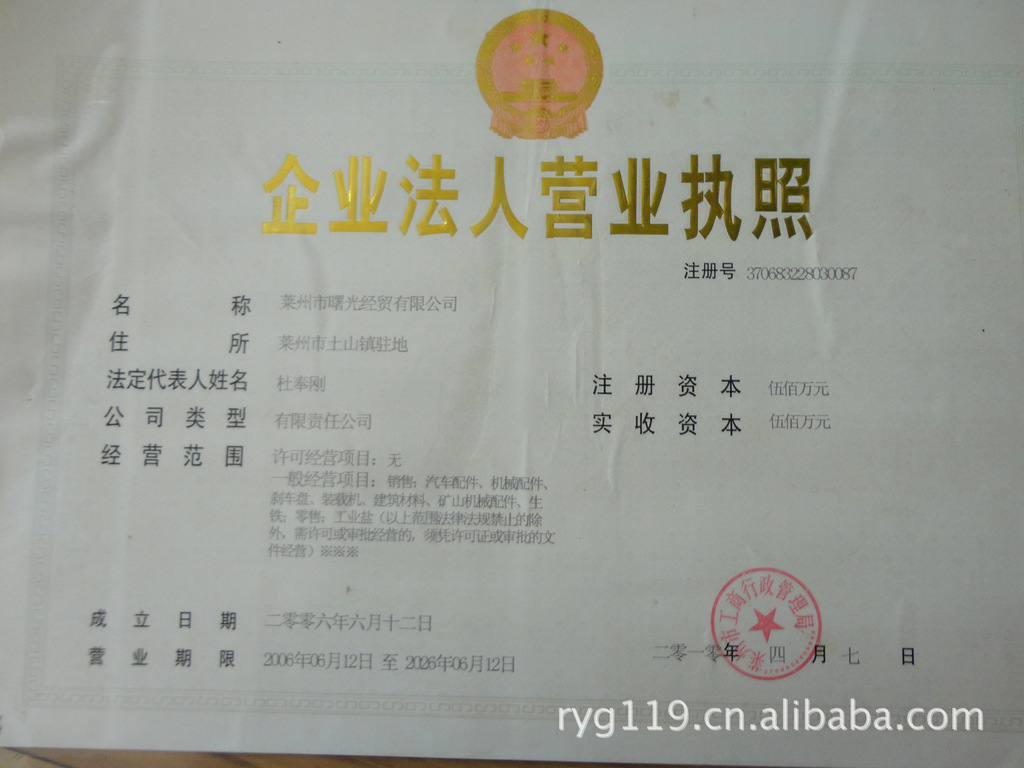 企业法人营业执照
注册号 370683228030087
名称 莱州市曙光经贸有限公司
住所 莱州市土山镇驻地
法定代表人姓名 杜奉刚
注册资本 伍佰万元
公司类型 有限责任公司
实收资本 伍佰万元
经营范围 许可经营项目：无
一般经营项目：销售：汽车配件、机械配件、
刹车盘、装载机、建筑材料、矿山机械配件、生
铁；零售：工业盐（以上范围法律法规禁止的除
外，需许可或审批经营的，须凭许可证或审批的文
件经营）※※※
成立日期 二零零六年六月十二日
营业期限 2006年06月12日 至 2026年06月12日
莱州市工商行政管理局
二零一零年 四 月 七 日
ryg119.cn.alibaba.com